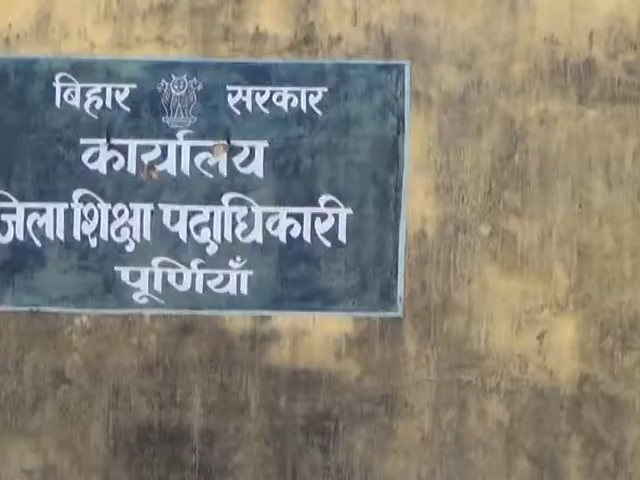 बिहार सरकार
कार्यालय
जिला शिक्षा पदाधिकारी
पूर्णियाँ